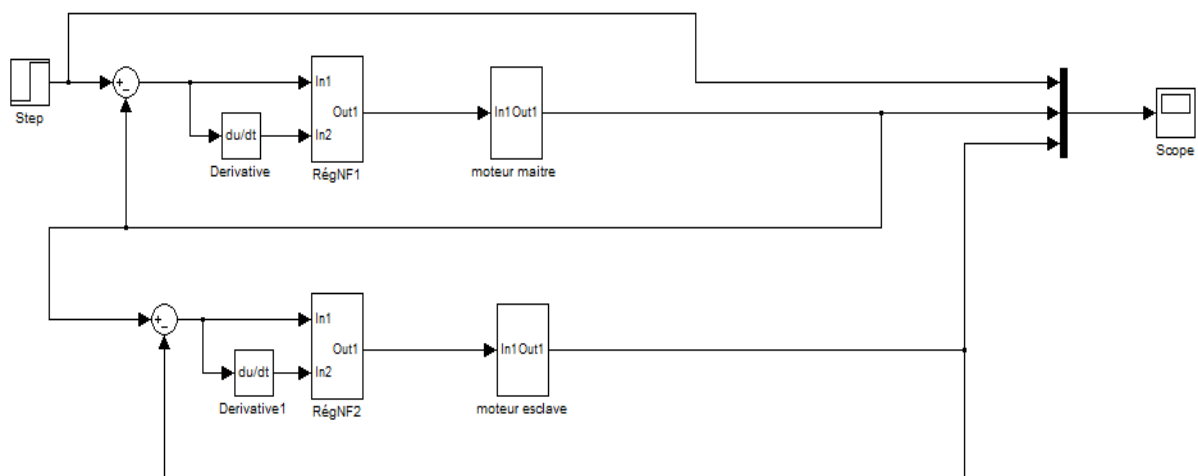 Step
+
−
du/dt
Derivative
In1
In2
Out1
RégNF1
In1 Out1
moteur maitre
Scope
+
−
du/dt
Derivative1
In1
In2
Out1
RégNF2
In1 Out1
moteur esclave